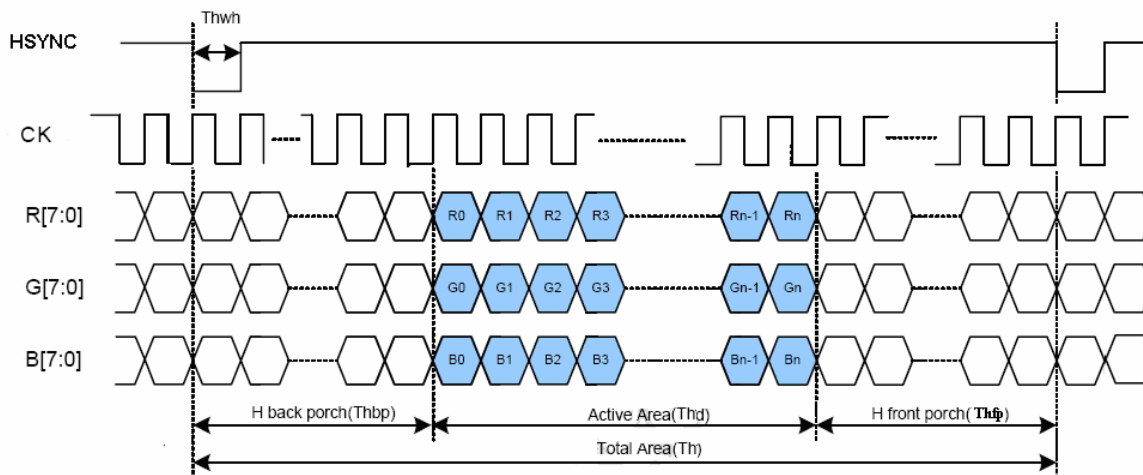 Thwh
HSYNC
CK
R[7:0] R0 R1 R2 R3 Rn-1 Rn
G[7:0] G0 G1 G2 G3 Gn-1 Gn
B[7:0] B0 B1 B2 B3 Bn-1 Bn
H back porch(Thbp) Active Area(Thd) H front porch( Thfp)
Total Area(Th)